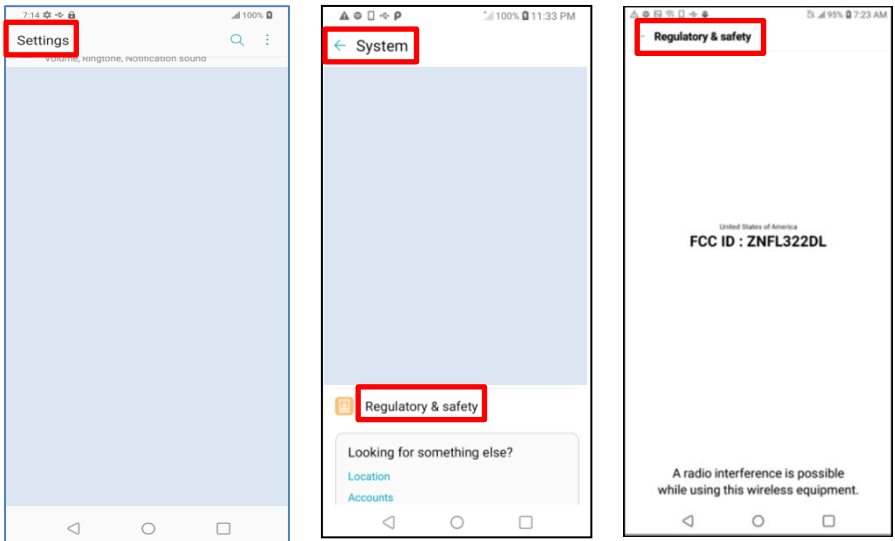 7:14
100%
Settings
Volume, Ringtone, Notification sound
100% 11:33 PM
System
Regulatory & safety
Looking for something else?
Location
Accounts
95% 7:23 AM
Regulatory & safety
United States of America
FCC ID : ZNFL322DL
A radio interference is possible
while using this wireless equipment.